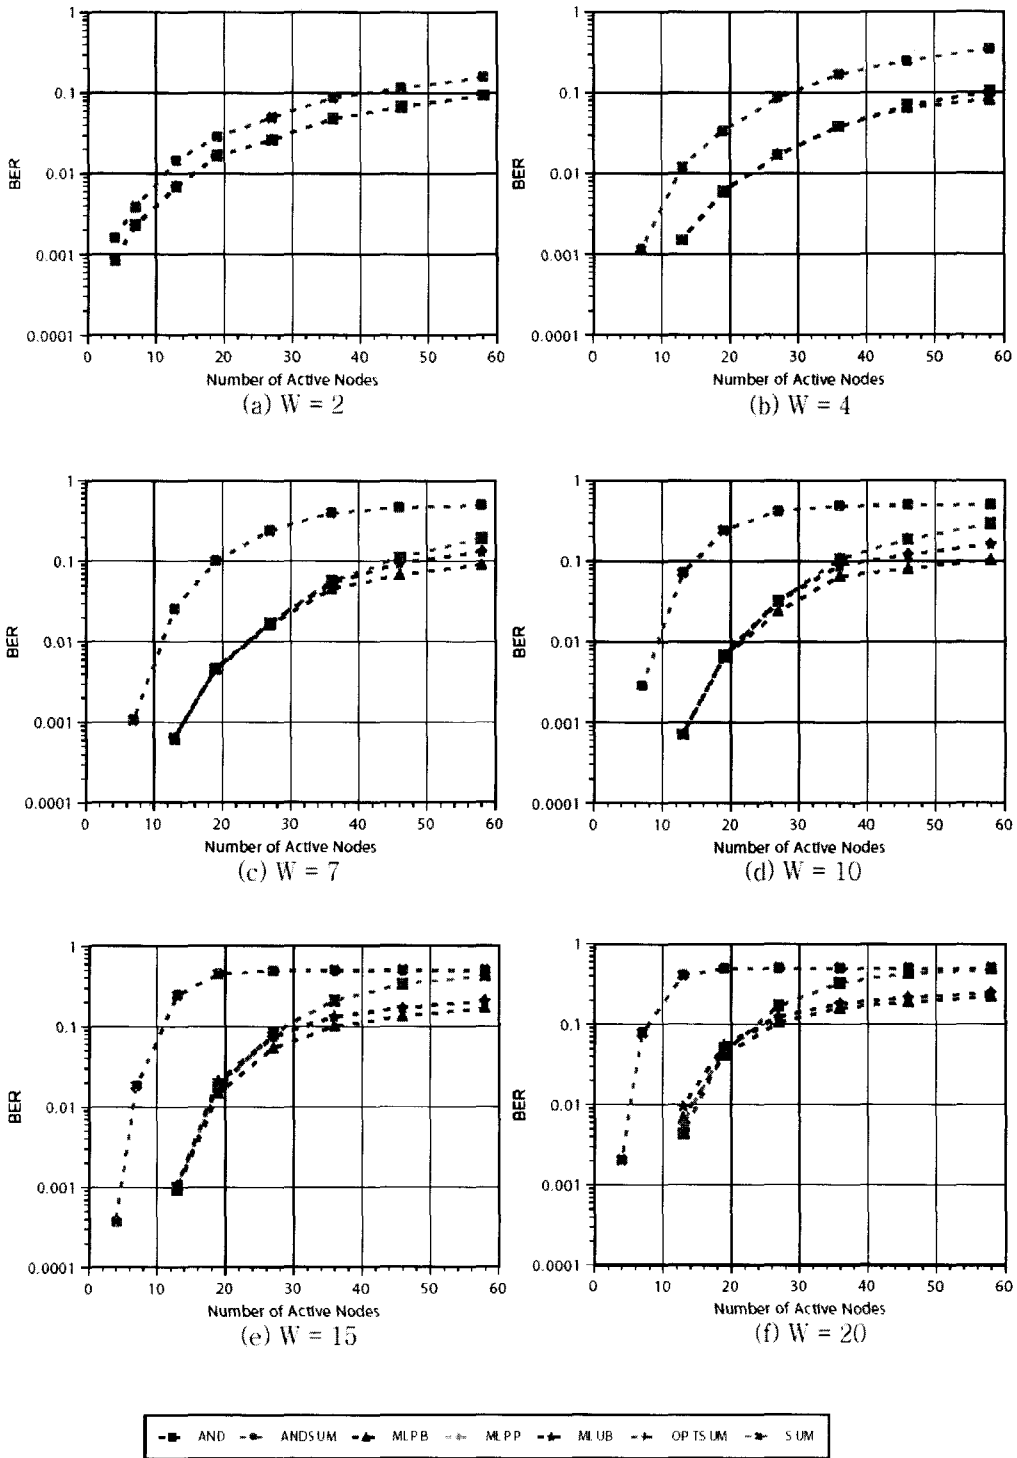 1
0.1
0.01
0.001
0.0001
BER
0 10 20 30 40 50 60
Number of Active Nodes
(a) W = 2
1
0.1
0.01
0.001
0.0001
BER
0 10 20 30 40 50 60
Number of Active Nodes
(b) W = 4
1
0.1
0.01
0.001
0.0001
BER
0 10 20 30 40 50 60
Number of Active Nodes
(c) W = 7
1
0.1
0.01
0.001
0.0001
BER
0 10 20 30 40 50 60
Number of Active Nodes
(d) W = 10
1
0.1
0.01
0.001
0.0001
BER
0 10 20 30 40 50 60
Number of Active Nodes
(e) W = 15
1
0.1
0.01
0.001
0.0001
BER
0 10 20 30 40 50 60
Number of Active Nodes
(f) W = 20
AND ANDSUM MLPB MLPP MLUB OPTSUM SUM